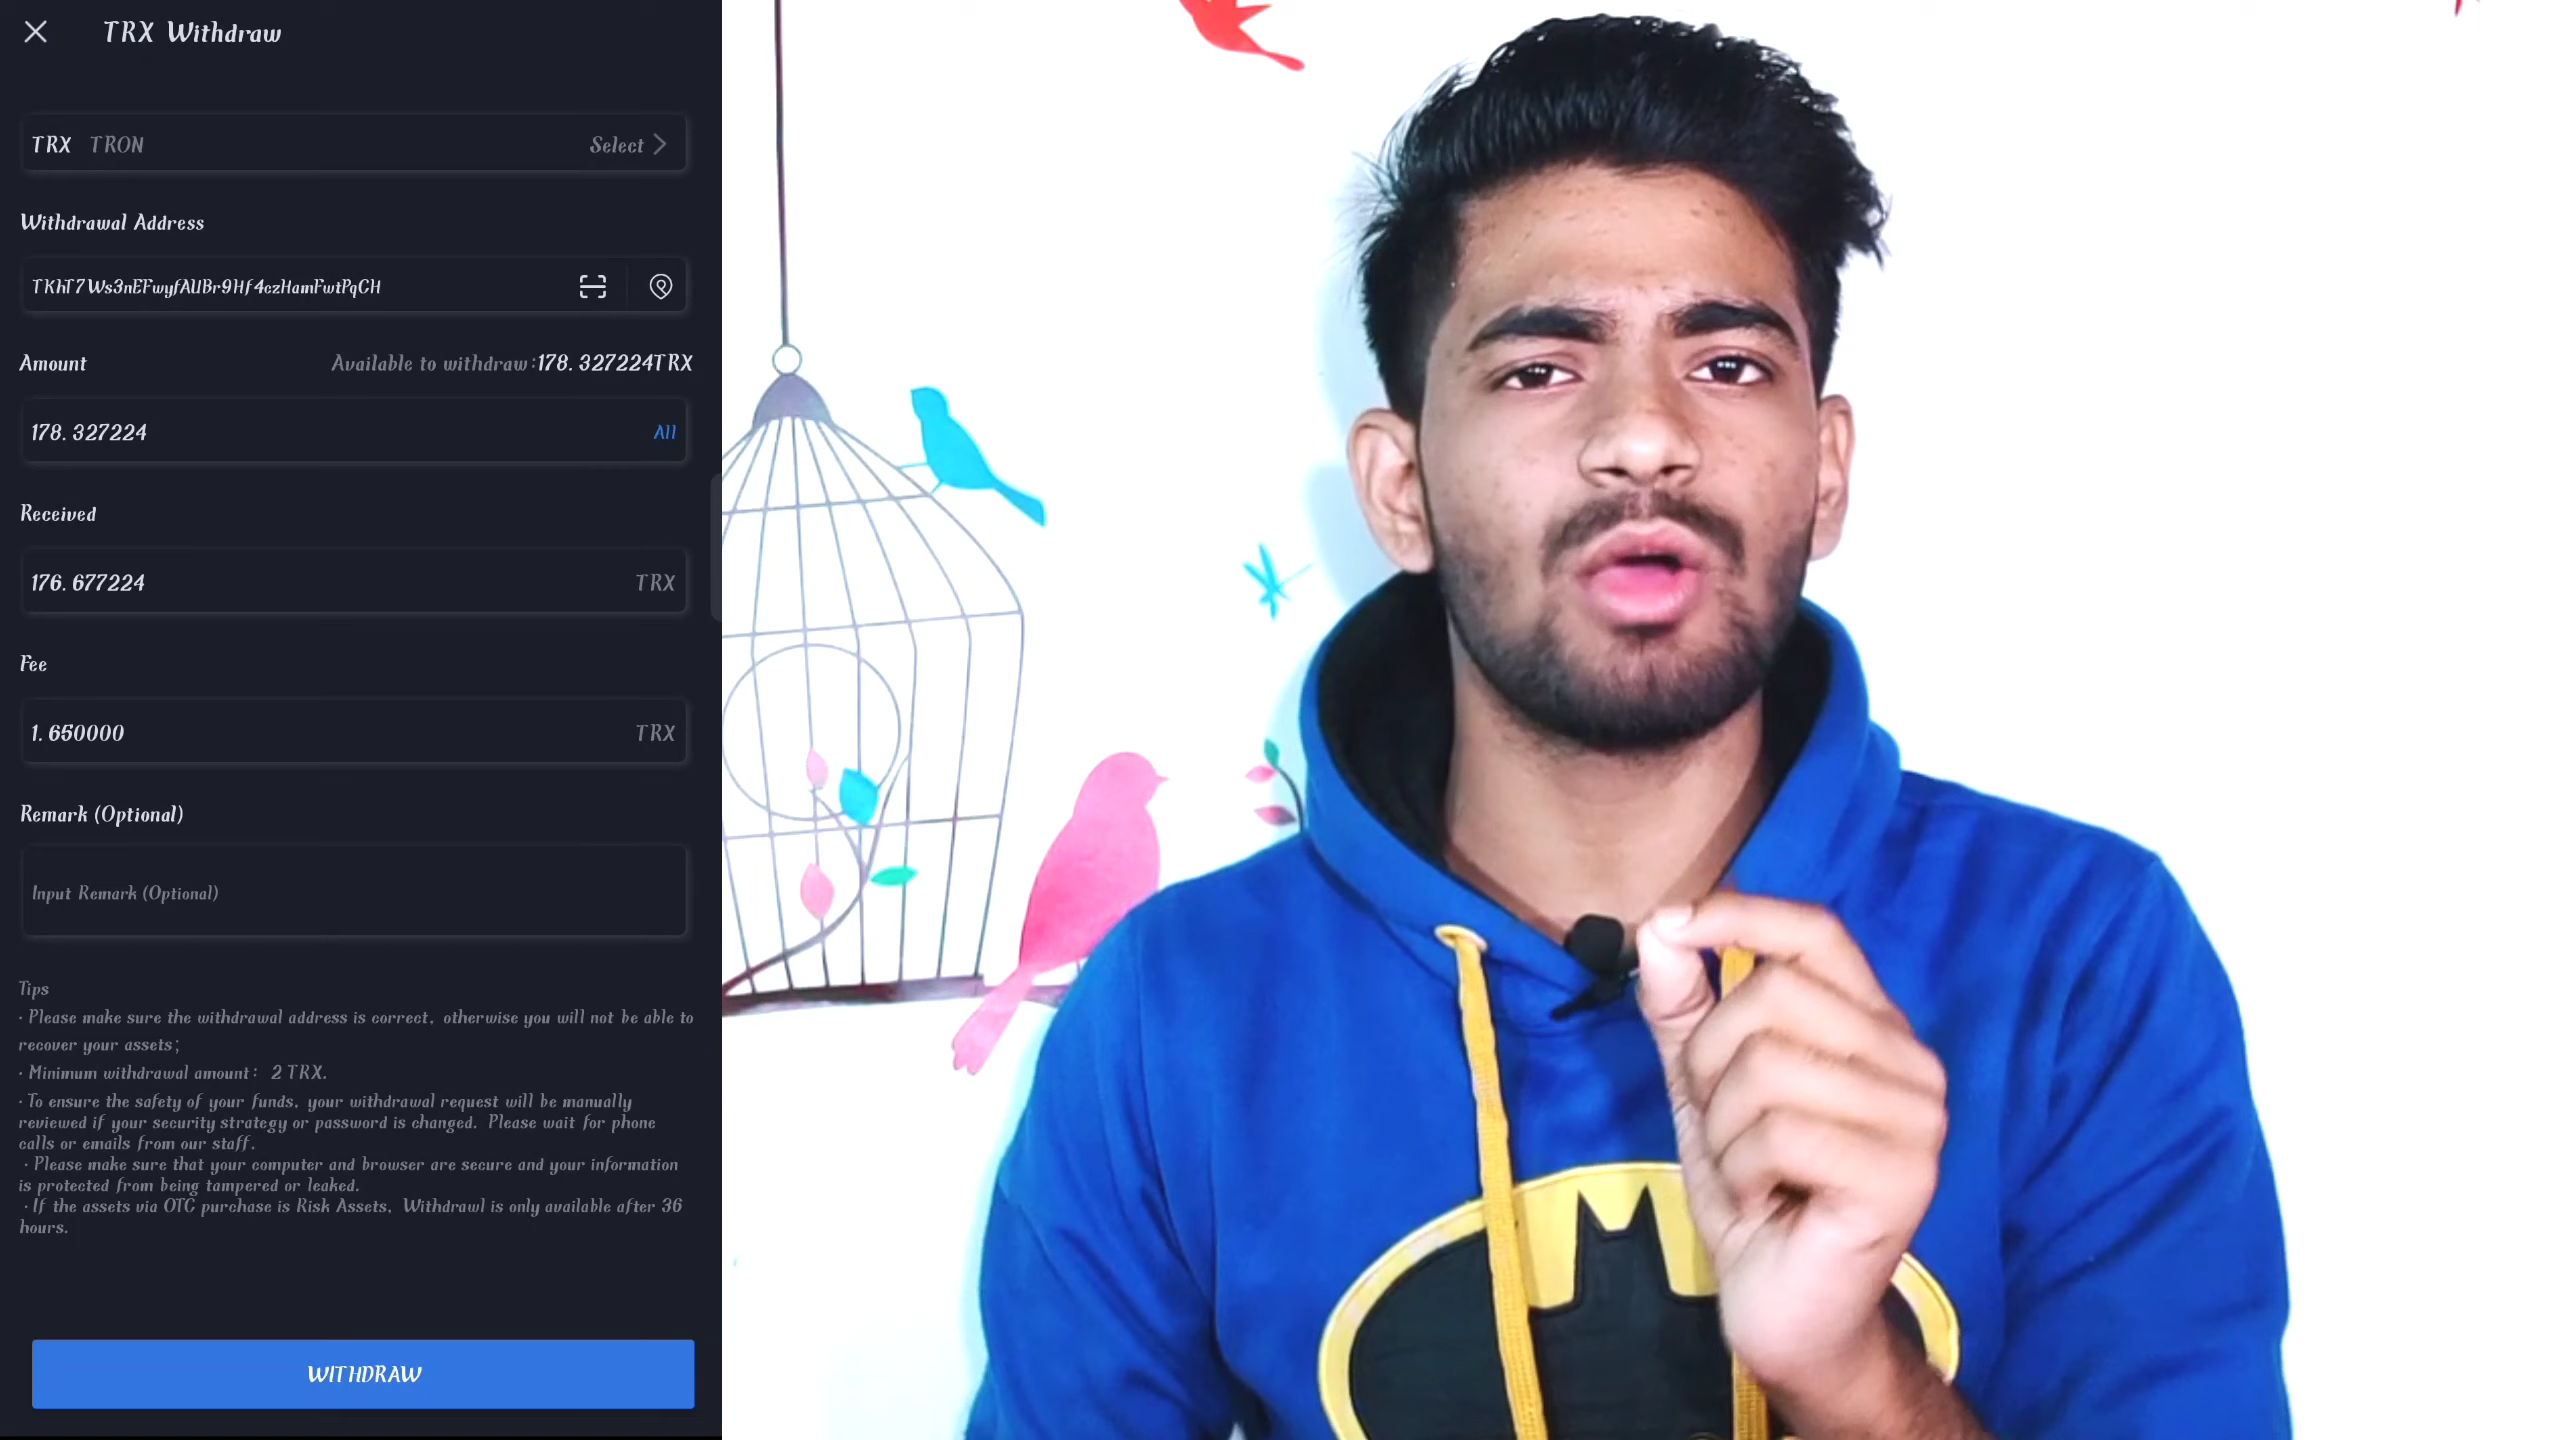 TRX Withdraw
TRX TRON Select
Withdrawal Address
TKhT7Ws3nEFwyfAUBr9Hf4czHamFwtPqCH
Amount Available to withdraw:178.327224TRX
178.327224 All
Received
176.677224 TRX
Fee
1.650000 TRX
Remark (Optional)
Input Remark (Optional)
Tips
· Please make sure the withdrawal address is correct, otherwise you will not be able to
recover your assets;
· Minimum withdrawal amount: 2 TRX.
· To ensure the safety of your funds, your withdrawal request will be manually
reviewed if your security strategy or password is changed. Please wait for phone
calls or emails from our staff.
· Please make sure that your computer and browser are secure and your information
is protected from being tampered or leaked.
· If the assets via OTC purchase is Risk Assets, Withdrawl is only available after 36
hours.
WITHDRAW